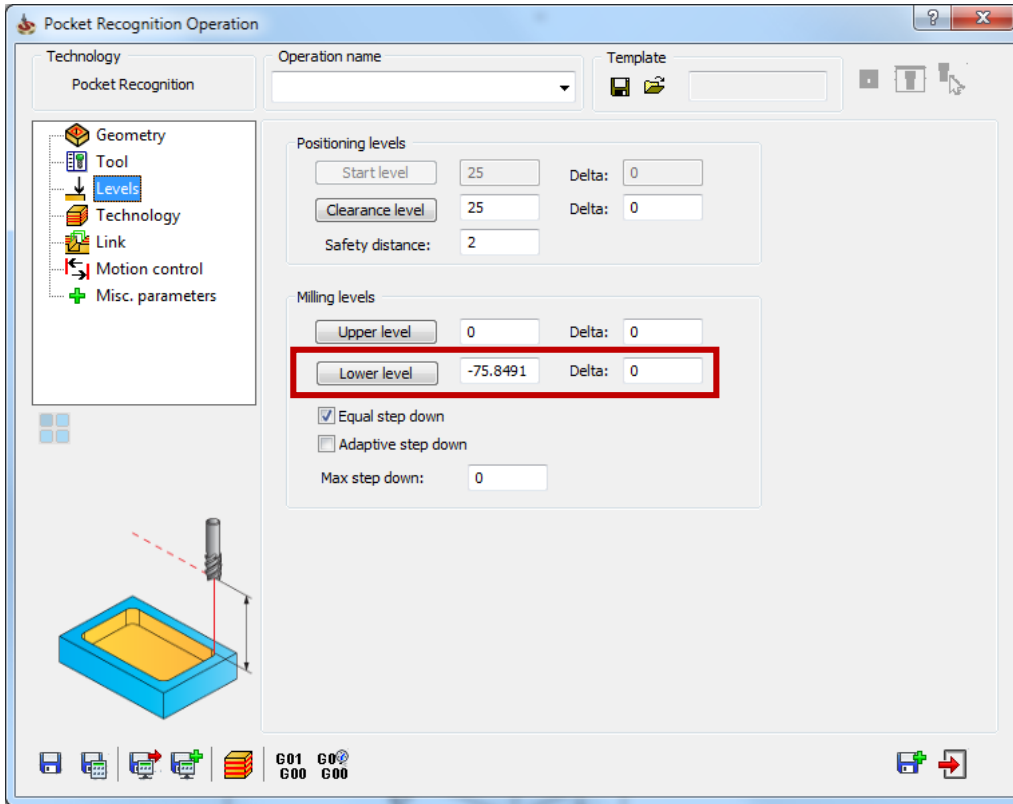 Pocket Recognition Operation
Technology
Pocket Recognition
Operation name
Template
Geometry
Tool
Levels
Technology
Link
Motion control
Misc. parameters
Positioning levels
Start level 25 Delta: 0
Clearance level 25 Delta: 0
Safety distance: 2
Milling levels
Upper level 0 Delta: 0
Lower level -75.8491 Delta: 0
Equal step down
Adaptive step down
Max step down: 0
G01 G0
G00 G00